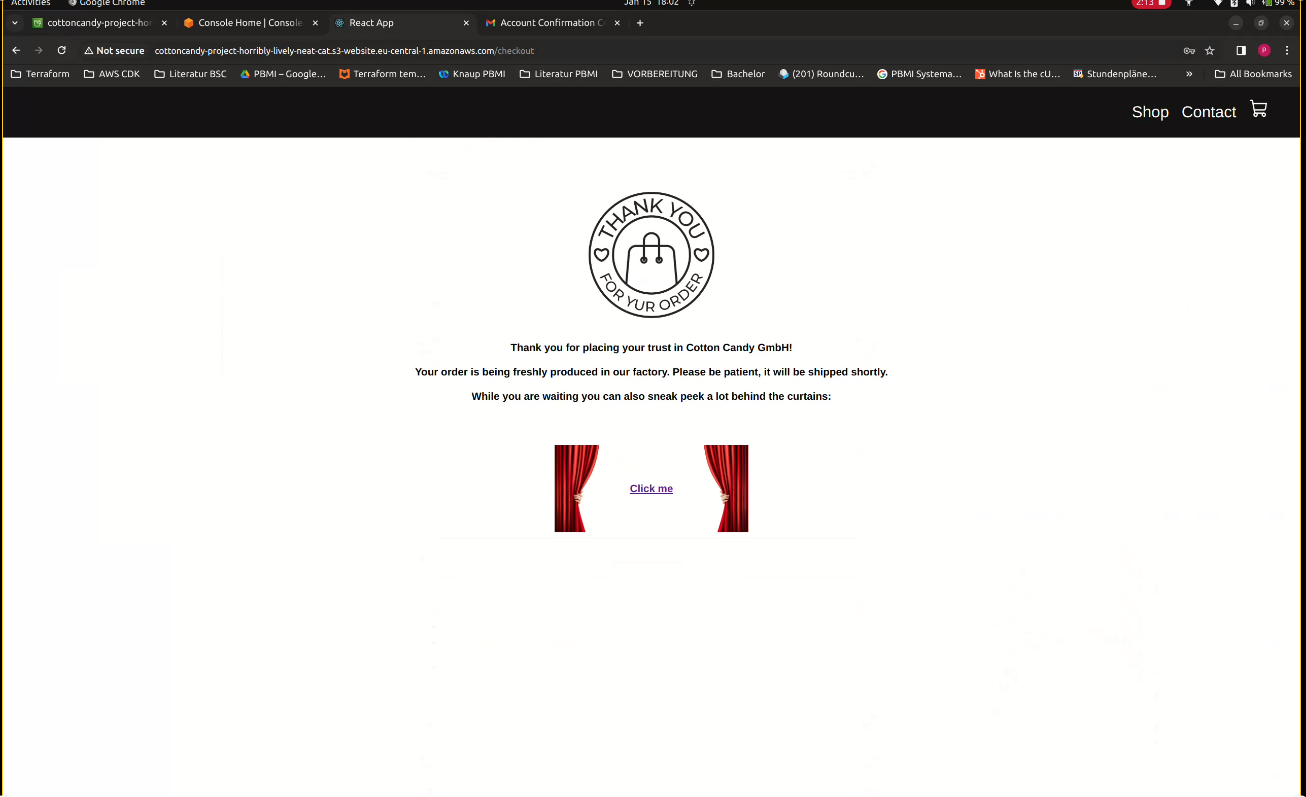 Activities Google Chrome Jan 15 18:02 2:13 99 %
cottoncandy-project-hor Console Home | Console React App Account Confirmation C
Not secure cottoncandy-project-horribly-lively-neat-cat.s3-website.eu-central-1.amazonaws.com/checkout P
Terraform AWS CDK Literatur BSC PBMI – Google... Terraform tem... Knaup PBMI Literatur PBMI VORBEREITUNG Bachelor (201) Roundcu... PBMI Systema... What Is the cU... Stundenpläne... » All Bookmarks
Shop Contact
THANK YOU
FOR YUR ORDER
Thank you for placing your trust in Cotton Candy GmbH!
Your order is being freshly produced in our factory. Please be patient, it will be shipped shortly.
While you are waiting you can also sneak peek a lot behind the curtains:
Click me